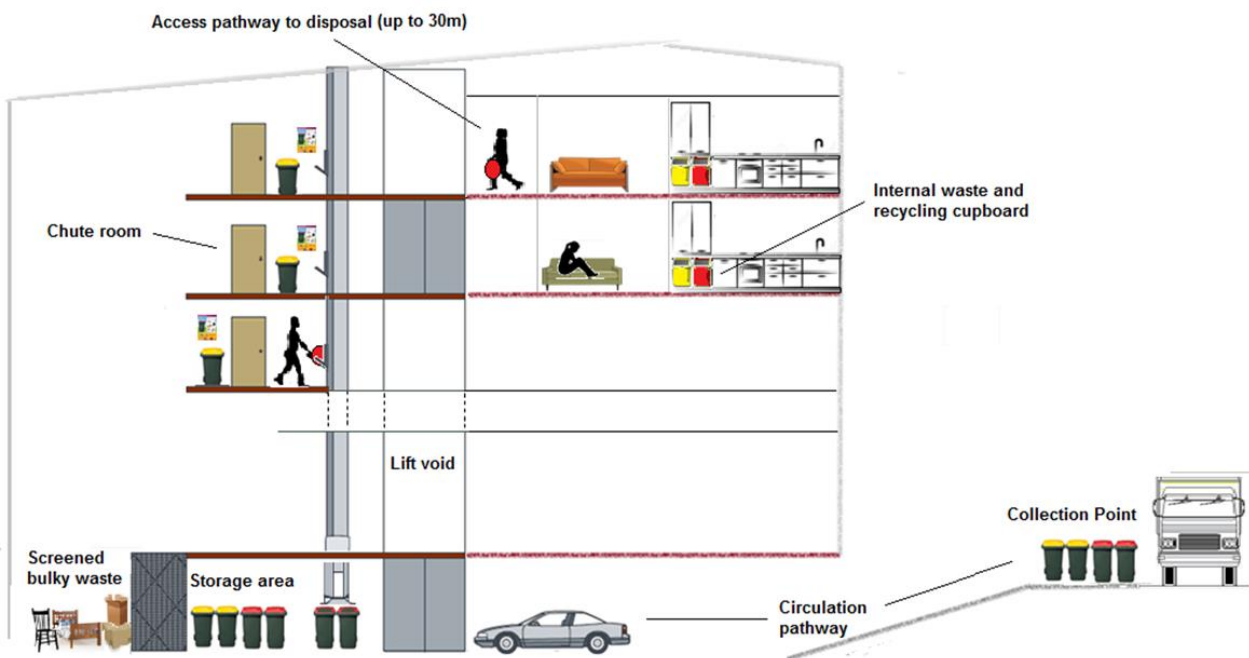 Access pathway to disposal (up to 30m)
Internal waste and
recycling cupboard
Chute room
Lift void
Collection Point
Screened
bulky waste
Storage area
Circulation
pathway